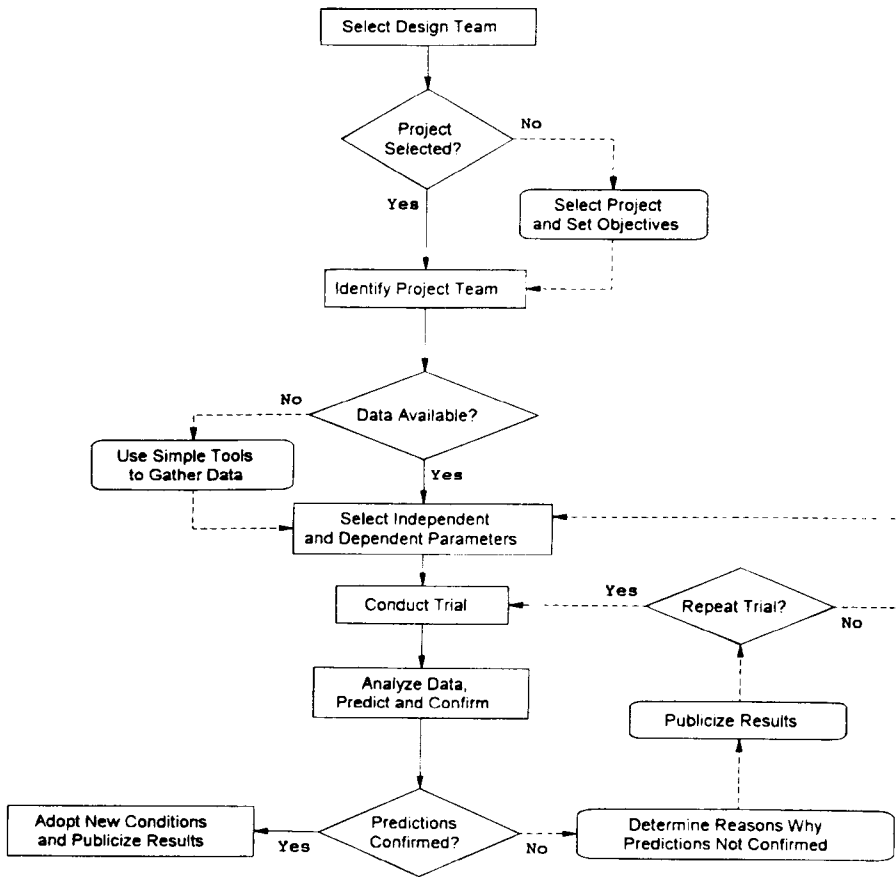 Select Design Team
Project
Selected?
No
Yes
Select Project
and Set Objectives
Identify Project Team
No
Data Available?
Use Simple Tools
to Gather Data
Yes
Select Independent
and Dependent Parameters
Conduct Trial
Yes
Repeat Trial?
No
Analyze Data,
Predict and Confirm
Publicize Results
Adopt New Conditions
and Publicize Results
Yes
Predictions
Confirmed?
No
Determine Reasons Why
Predictions Not Confirmed